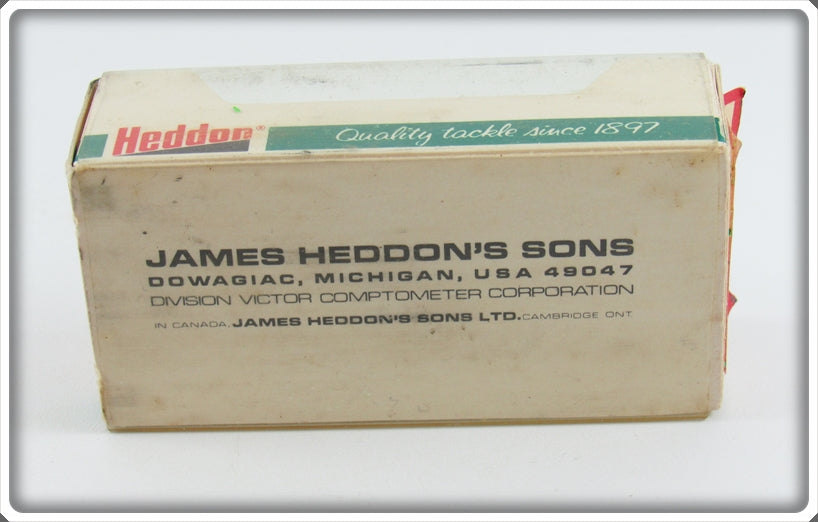 Heddon® Quality tackle since 1897
JAMES HEDDON'S SONS
DOWAGIAC, MICHIGAN, USA 49047
DIVISION VICTOR COMPTOMETER CORPORATION
IN CANADA, JAMES HEDDON'S SONS LTD. CAMBRIDGE ONT.